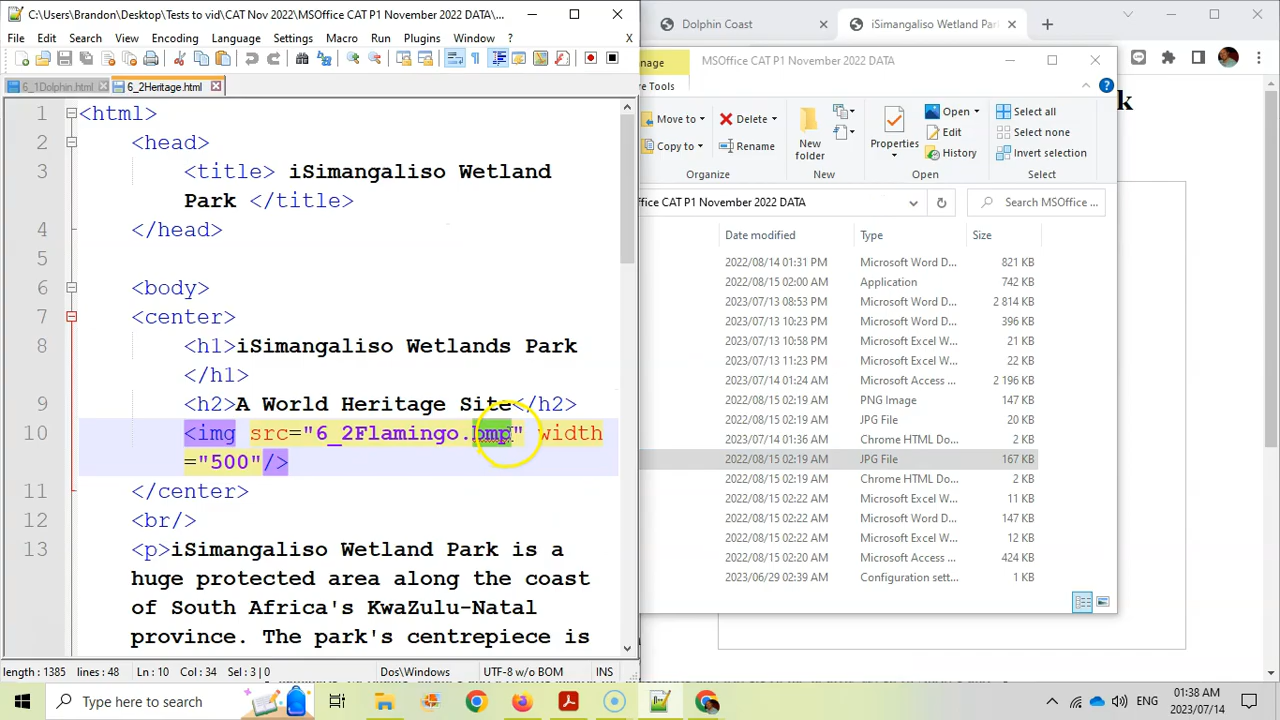 C:\Users\Brandon\Desktop\Tests to vid\CAT Nov 2022\MSOffice CAT P1 November 2022 DATA\...
File Edit Search View Encoding Language Settings Macro Run Plugins Window ? X
6_1Dolphin.html 6_2Heritage.html
1 <html>
2 <head>
3 <title> iSimangaliso Wetland
Park </title>
4 </head>
5
6 <body>
7 <center>
8 <h1>iSimangaliso Wetlands Park
</h1>
9 <h2>A World Heritage Site</h2>
10 <img src="6_2Flamingo.bmp" width
="500"/>
11 </center>
12 <br/>
13 <p>iSimangaliso Wetland Park is a
huge protected area along the coast
of South Africa's KwaZulu-Natal
province. The park's centrepiece is
length : 1385 lines : 48 Ln : 10 Col : 34 Sel : 3 | 0 Dos\Windows UTF-8 w/o BOM INS
Dolphin Coast iSimangaliso Wetland Par
k
nage MSOffice CAT P1 November 2022 DATA
e Tools
Move to Delete New folder Properties Open Select all
Copy to Rename Edit Select none
History Invert selection
Organize New Open Select
ffice CAT P1 November 2022 DATA Search MSOffice ...
Date modified Type Size
2022/08/14 01:31 PM Microsoft Word D... 821 KB
2022/08/15 02:00 AM Application 742 KB
2023/07/13 08:53 PM Microsoft Word D... 2 814 KB
2023/07/13 10:23 PM Microsoft Word D... 396 KB
2023/07/13 10:58 PM Microsoft Excel W... 21 KB
2023/07/13 11:23 PM Microsoft Excel W... 22 KB
2023/07/14 01:24 AM Microsoft Access ... 2 196 KB
2022/08/15 02:19 AM PNG Image 74 KB
2022/08/15 02:19 AM JPG File 20 KB
2023/07/14 01:36 AM Chrome HTML Do... 2 KB
2022/08/15 02:19 AM JPG File 167 KB
2022/08/15 02:19 AM Chrome HTML Do... 2 KB
2022/08/15 02:22 AM Microsoft Excel W... 11 KB
2022/08/15 02:22 AM Microsoft Word D... 147 KB
2022/08/15 02:22 AM Microsoft Excel W... 12 KB
2022/08/15 02:20 AM Microsoft Access ... 424 KB
2023/06/29 02:39 AM Configuration sett... 1 KB
Type here to search 01:38 AM
2023/07/14